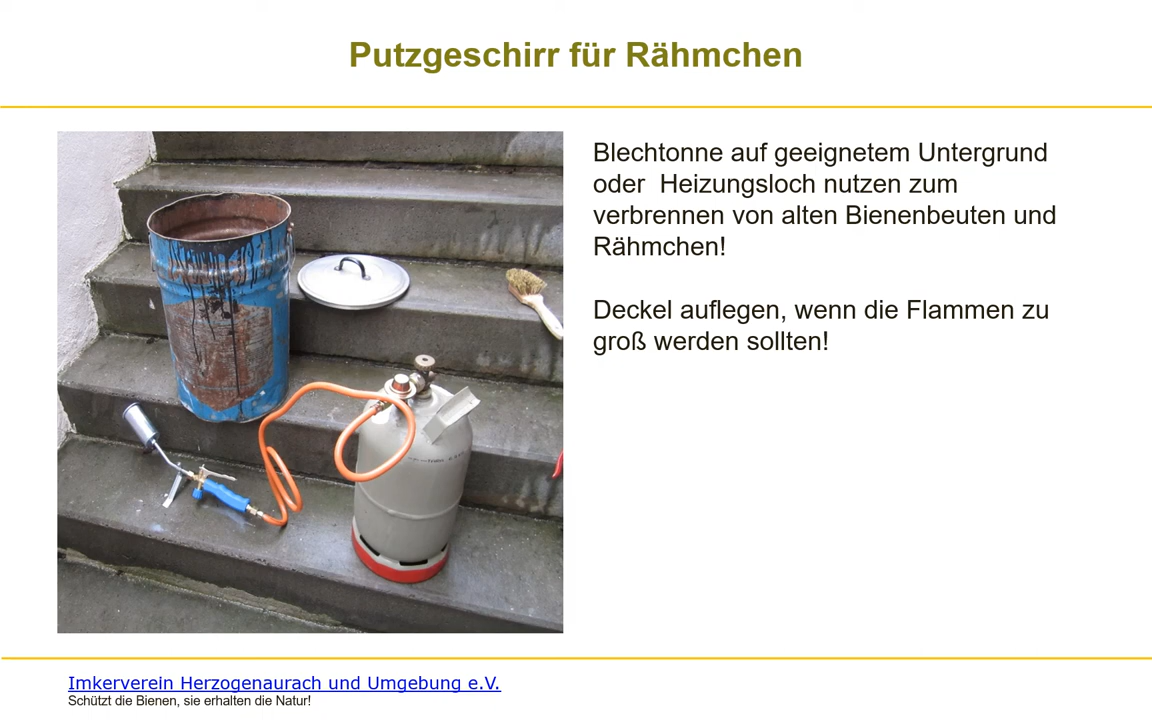 Putzgeschirr für Rähmchen
Blechtonne auf geeignetem Untergrund
oder  Heizungsloch nutzen zum
verbrennen von alten Bienenbeuten und
Rähmchen!
Deckel auflegen, wenn die Flammen zu
groß werden sollten!
Imkerverein Herzogenaurach und Umgebung e.V.
Schützt die Bienen, sie erhalten die Natur!